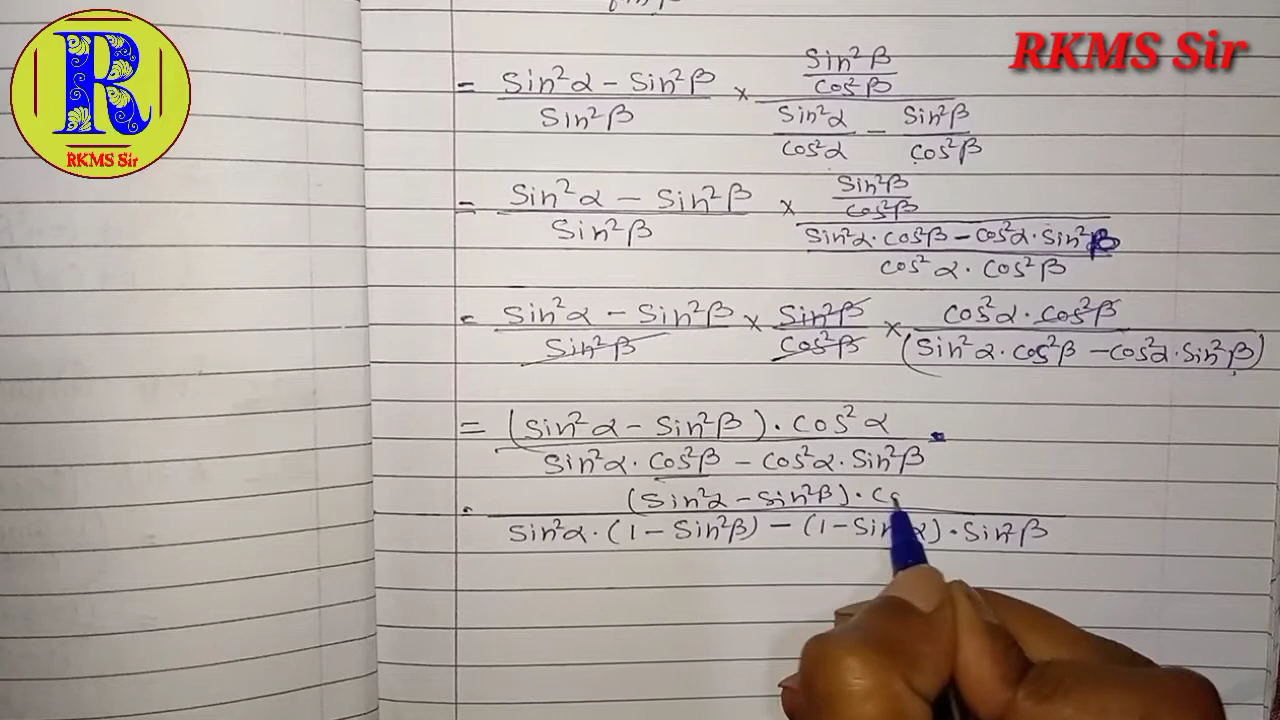 RKMS Sir
R
RKMS Sir
= Sin²α - Sin²β / Sin²β × (Sin²β / Cos²β) / (Sin²α / Cos²α - Sin²β / Cos²β)
= Sin²α - Sin²β / Sin²β × (Sin²β / Cos²β) / (Sin²α · Cos²β - Cos²α · Sin²β / Cos²α · Cos²β)
= Sin²α - Sin²β / Sin²β × Sin²β / Cos²β × Cos²α · Cos²β / (Sin²α · Cos²β - Cos²α · Sin²β)
= (Sin²α - Sin²β) · Cos²α / Sin²α · Cos²β - Cos²α · Sin²β
= (Sin²α - Sin²β) · Co / Sin²α · (1 - Sin²β) - (1 - Sin α) · Sin²β